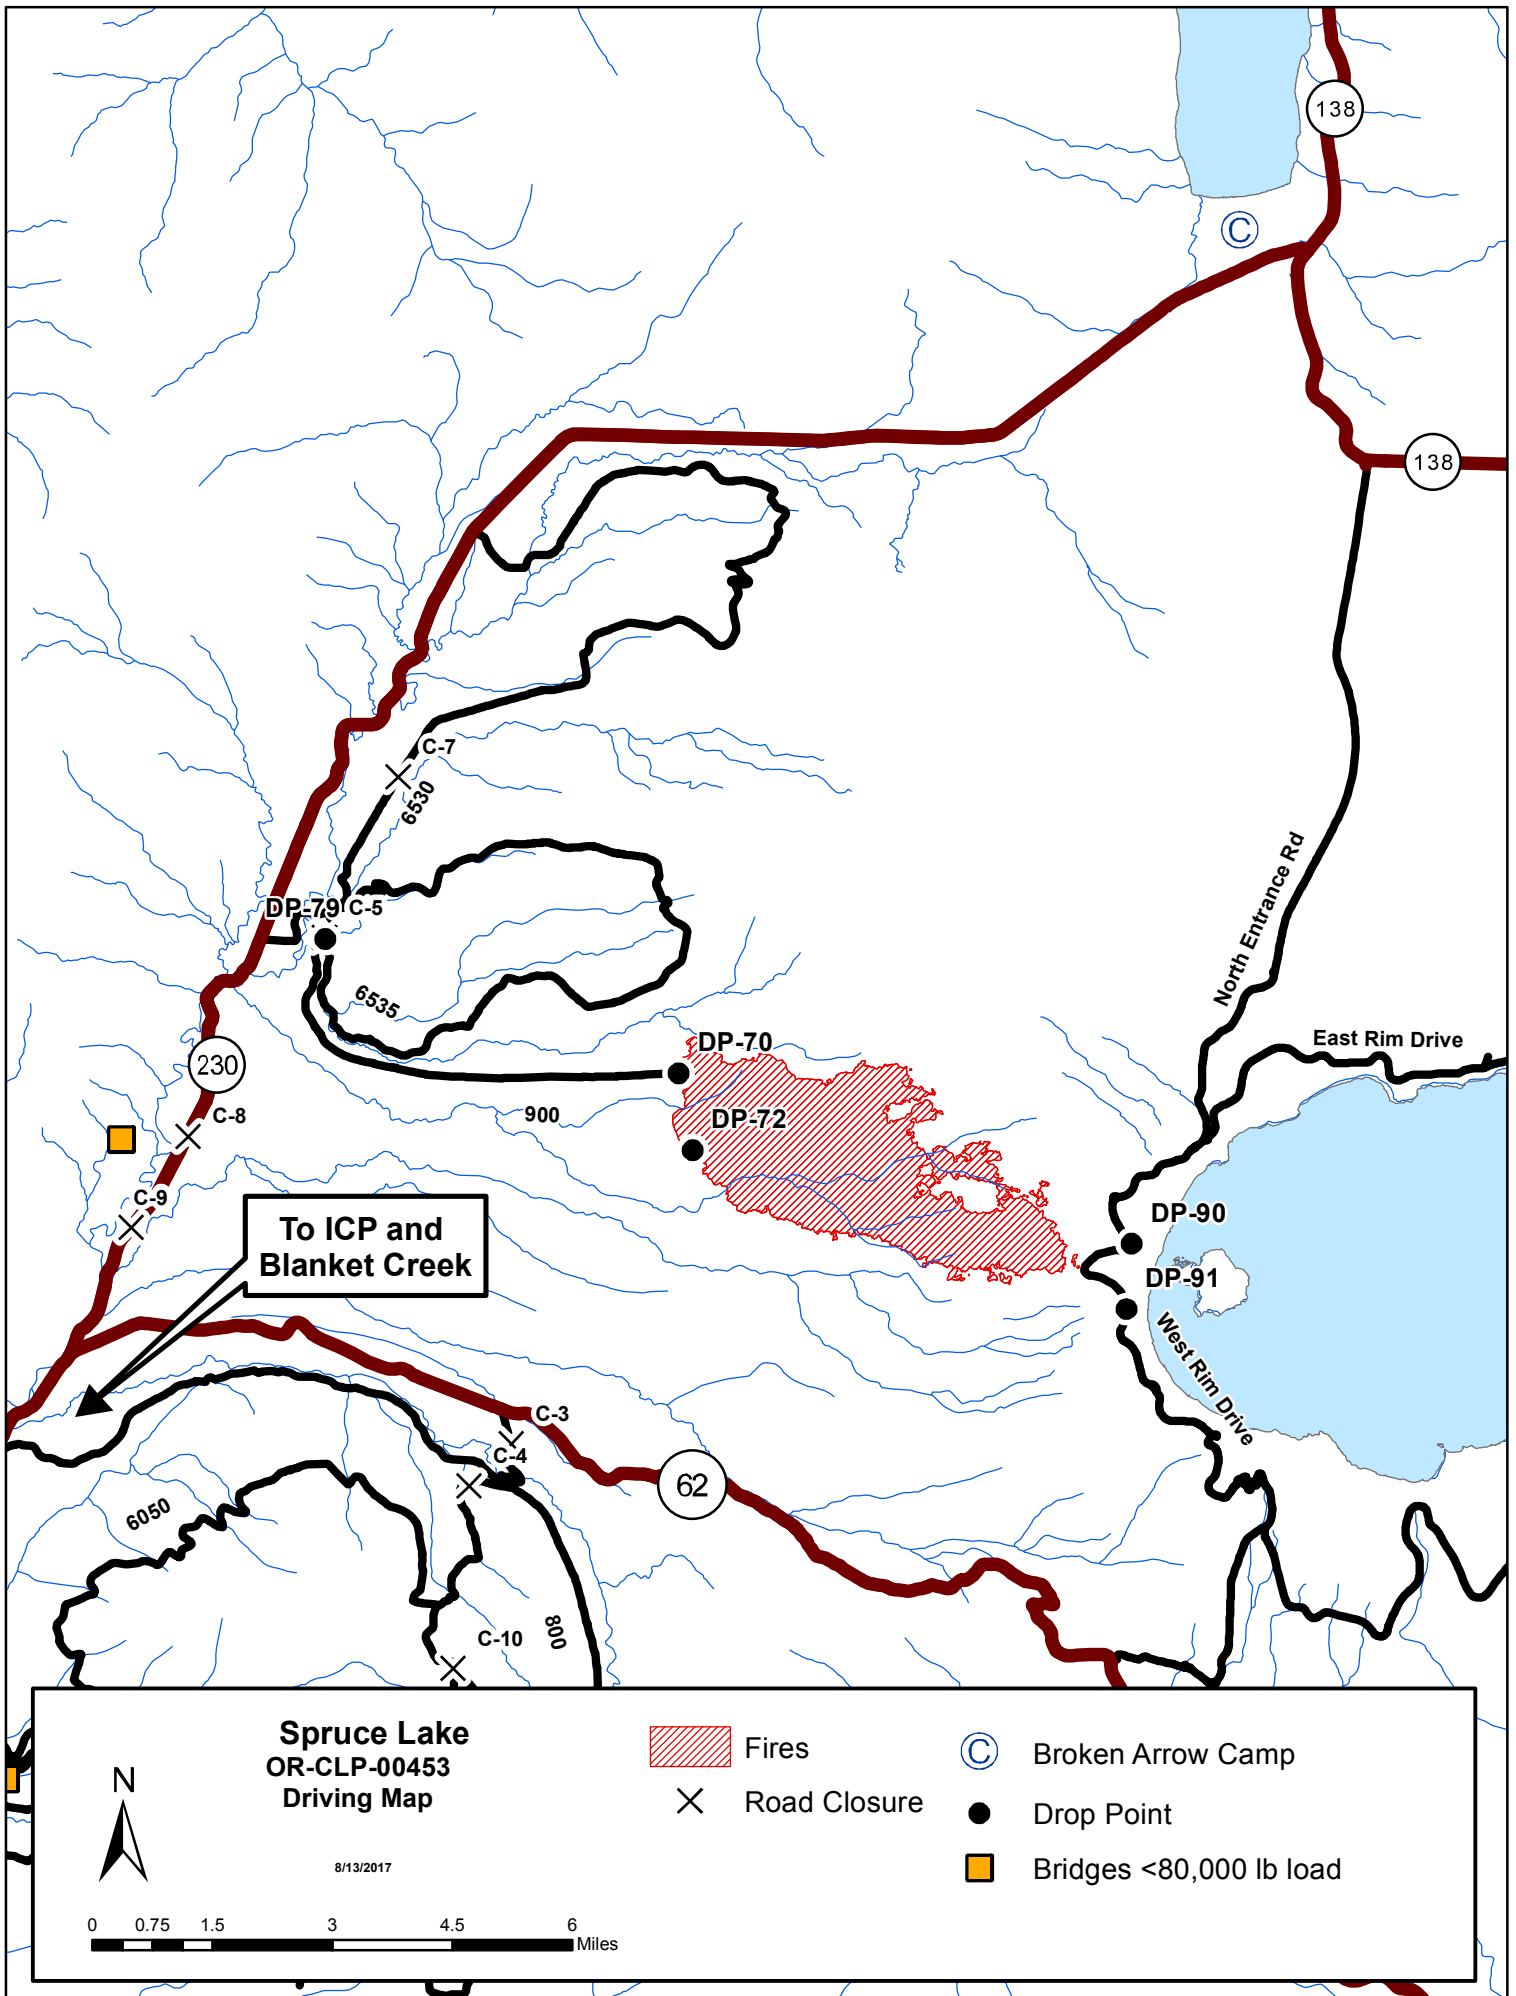 138
C
138
C-7
6530
DP-79
C-5
6535
North Entrance Rd
DP-70
East Rim Drive
230
900
C-8
DP-72
C-9
To ICP and
Blanket Creek
DP-90
DP-91
West Rim Drive
C-3
C-4
62
6050
800
C-10
Spruce Lake
OR-CLP-00453
Driving Map
N
8/13/2017
0 0.75 1.5 3 4.5 6
Miles
Fires
Road Closure
C Broken Arrow Camp
Drop Point
Bridges <80,000 lb load